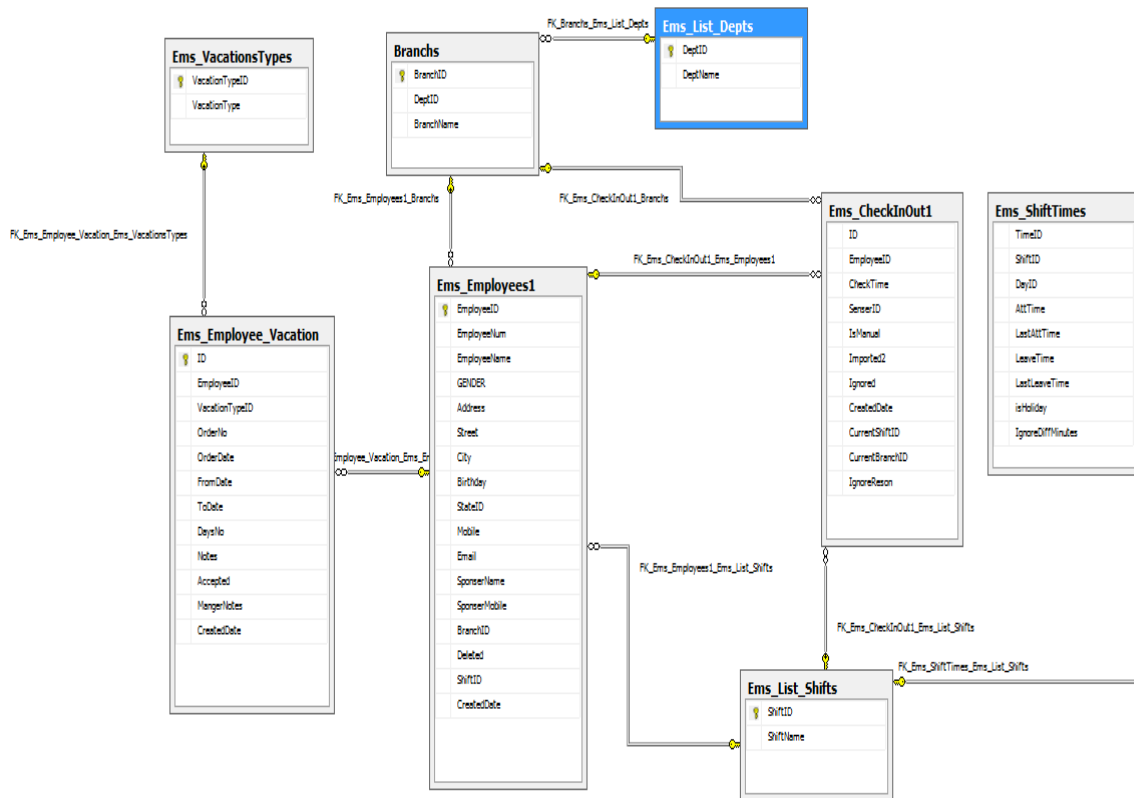 FK_Branchs_Ems_List_Depts
Ems_List_Depts
DeptID
DeptName
Ems_VacationsTypes
VacationTypeID
VacationType
Branchs
BranchID
DeptID
BranchName
FK_Ems_Employees1_Branchs
FK_Ems_CheckInOut1_Branchs
FK_Ems_Employee_Vacation_Ems_VacationsTypes
FK_Ems_CheckInOut1_Ems_Employees1
Ems_CheckInOut1
ID
EmployeeID
CheckTime
SenserID
IsManual
Imported2
Ignored
CreatedDate
CurrentShiftID
CurrentBranchID
IgnoreReson
Ems_ShiftTimes
TimeID
ShiftID
DayID
AttTime
LastAttTime
LeaveTime
LastLeaveTime
isHoliday
IgnoreDiffMinutes
Ems_Employee_Vacation
ID
EmployeeID
VacationTypeID
OrderNo
OrderDate
FromDate
ToDate
DaysNo
Notes
Accepted
MangerNotes
CreatedDate
Employee_Vacation_Ems_Em
Ems_Employees1
EmployeeID
EmployeeNum
EmployeeName
GENDER
Address
Street
City
Birthday
StateID
Mobile
Email
SponserName
SponserMobile
BranchID
Deleted
ShiftID
CreatedDate
FK_Ems_Employees1_Ems_List_Shifts
FK_Ems_CheckInOut1_Ems_List_Shifts
FK_Ems_ShiftTimes_Ems_List_Shifts
Ems_List_Shifts
ShiftID
ShiftName